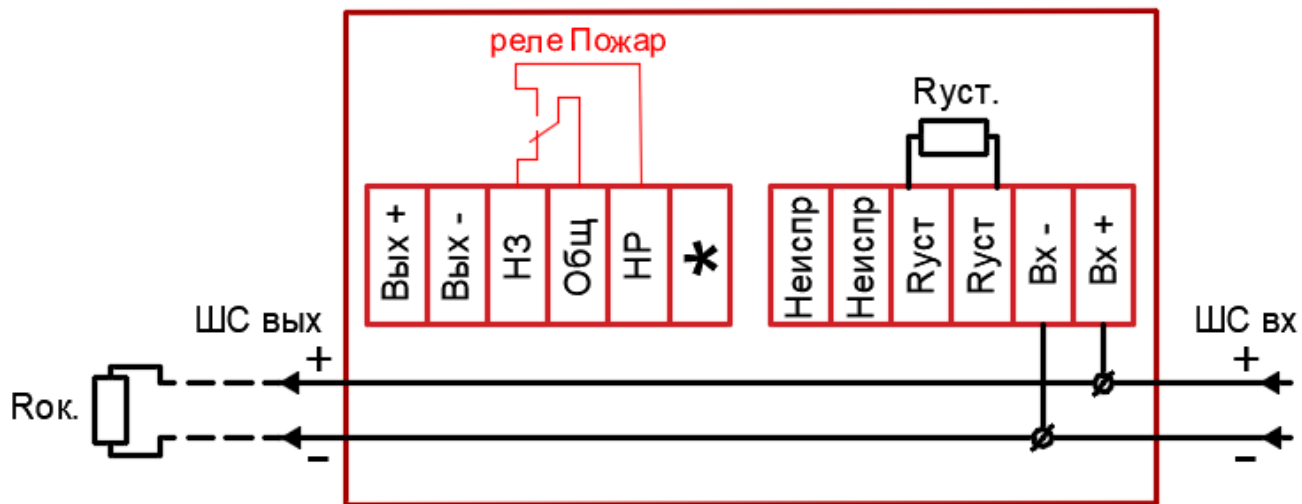 реле Пожар
Rуст.
Вых +
Вых -
НЗ
Общ
НР
*
Неиспр
Неиспр
Rуст
Rуст
Вх -
Вх +
ШС вых
ШС вх
+
+
Rок.
–
–